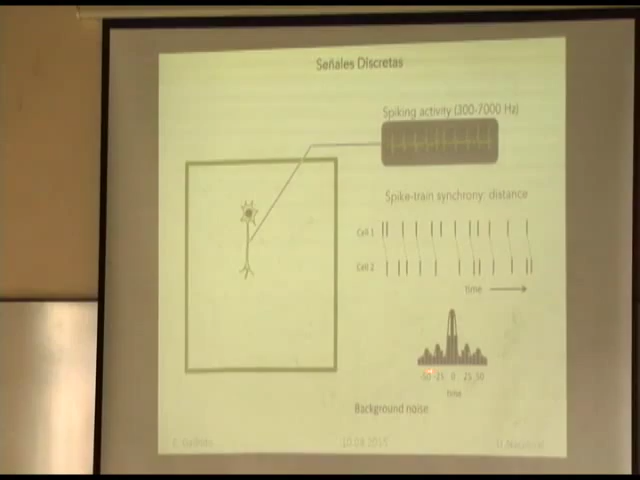 Señales Discretas
Spiking activity (300-7000 Hz)
Spike-train synchrony: distance
Cell 1
Cell 2
time
-50 -25 0 25 50
time
Background noise
10.08.2015